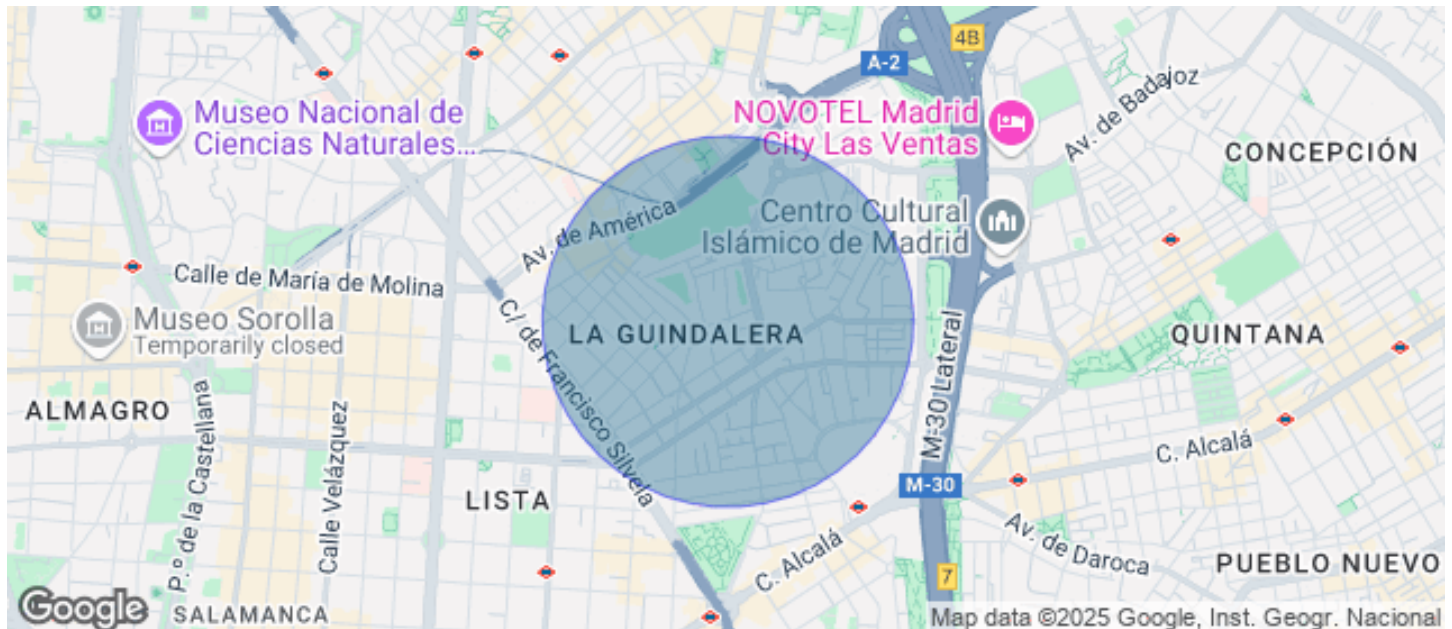 4B
A-2
Museo Nacional de
Ciencias Naturales...
NOVOTEL Madrid
City Las Ventas
Av. de Badajoz
CONCEPCIÓN
Av. de América
Centro Cultural
Islámico de Madrid
Calle de María de Molina
Museo Sorolla
Temporarily closed
C/ de Francisco Silvela
LA GUINDALERA
M-30 Lateral
QUINTANA
ALMAGRO
P.º de la Castellana
Calle Velázquez
LISTA
C. Alcalá
M-30
Av. de Daroca
C. Alcalá
7
PUEBLO NUEVO
Google
SALAMANCA
Map data ©2025 Google, Inst. Geogr. Nacional